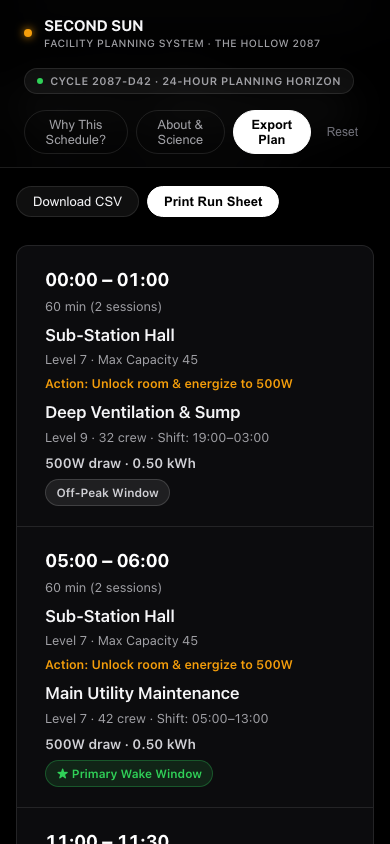 SECOND SUN
FACILITY PLANNING SYSTEM · THE HOLLOW 2087
CYCLE 2087-D42 · 24-HOUR PLANNING HORIZON
Why This
Schedule?
About &
Science
Export
Plan
Reset
Download CSV
Print Run Sheet
00:00 – 01:00
60 min (2 sessions)
Sub-Station Hall
Level 7 · Max Capacity 45
Action: Unlock room & energize to 500W
Deep Ventilation & Sump
Level 9 · 32 crew · Shift: 19:00–03:00
500W draw · 0.50 kWh
Off-Peak Window
05:00 – 06:00
60 min (2 sessions)
Sub-Station Hall
Level 7 · Max Capacity 45
Action: Unlock room & energize to 500W
Main Utility Maintenance
Level 7 · 42 crew · Shift: 05:00–13:00
500W draw · 0.50 kWh
★ Primary Wake Window
11:00 – 11:30